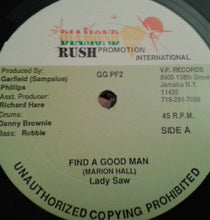 DIAMOND
RUSH PROMOTION
INTERNATIONAL
Produced By:
Garfield (Sampalue)
Phillips
Asst. Producer:
Richard Hare
Drums:
Danny Brownie
Bass: Robbie
GG PF2
V.P. RECORDS
8905 138th Street
Jamaica N.Y.
11435
718-291-7058
45 R.P.M.
SIDE A
FIND A GOOD MAN
(MARION HALL)
Lady Saw
UNAUTHORIZED COPYING PROHIBITED